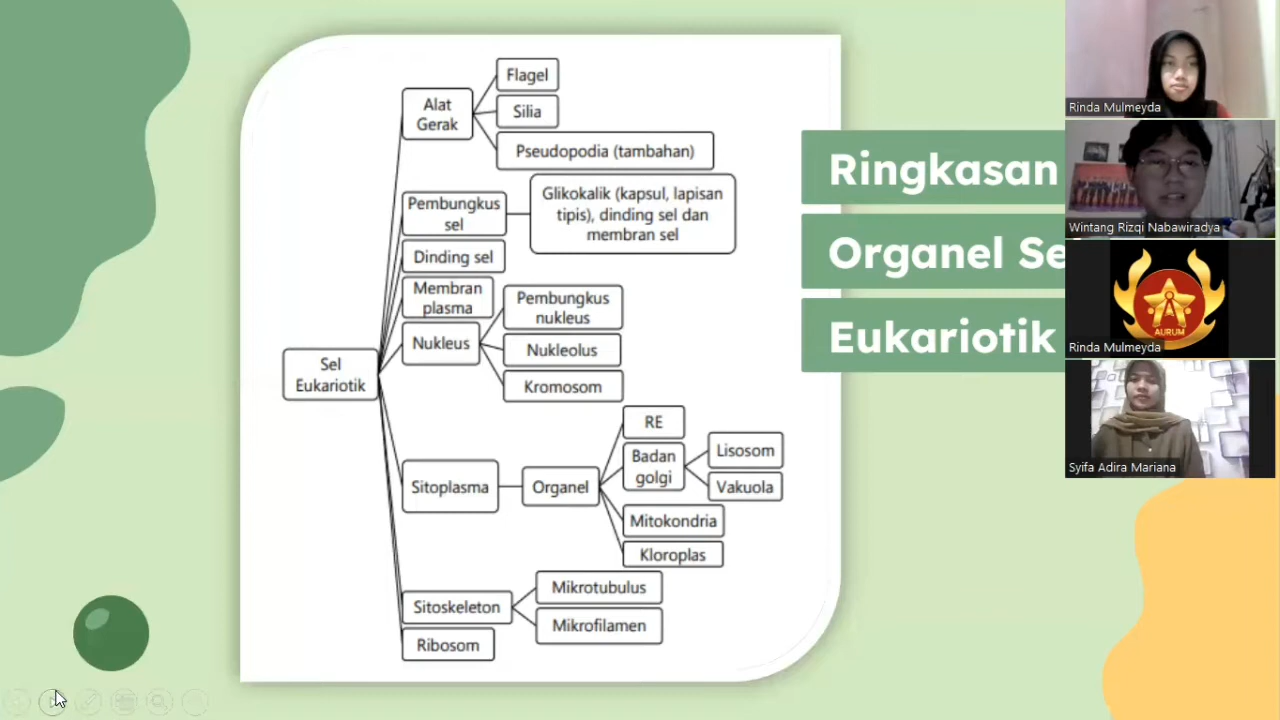 Flagel
Alat
Gerak
Silia
Pseudopodia (tambahan)
Pembungkus
sel
Glikokalik (kapsul, lapisan
tipis), dinding sel dan
membran sel
Dinding sel
Membran
plasma
Pembungkus
nukleus
Nukleus
Nukleolus
Kromosom
Sel
Eukariotik
RE
Badan
golgi
Lisosom
Vakuola
Sitoplasma
Organel
Mitokondria
Kloroplas
Mikrotubulus
Sitoskeleton
Mikrofilamen
Ribosom
Ringkasan
Organel Se
Eukariotik
Rinda Mulmeyda
Wintang Rizqi Nabawiradya
AURUM
Rinda Mulmeyda
Syifa Adira Mariana